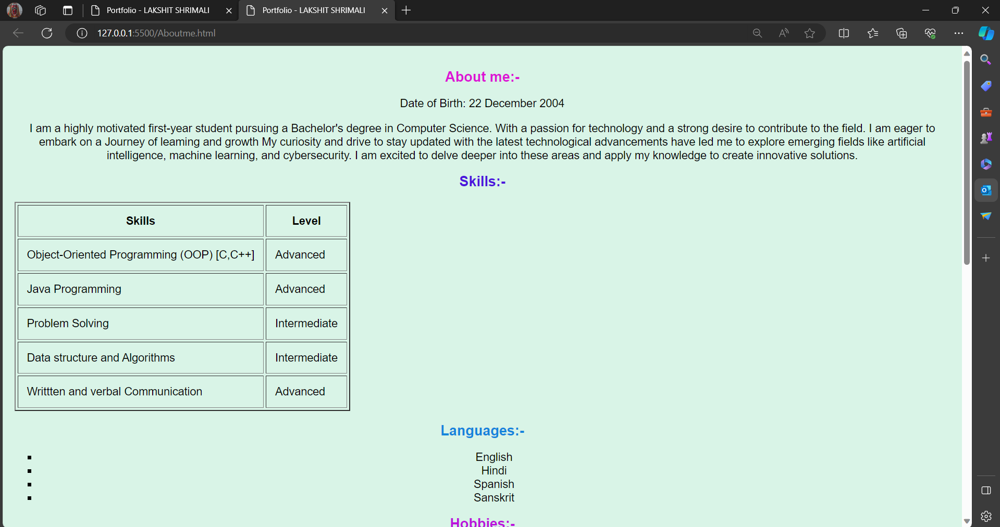 Portfolio - LAKSHIT SHRIMALI
Portfolio - LAKSHIT SHRIMALI
127.0.0.1:5500/Aboutme.html
About me:-
Date of Birth: 22 December 2004
I am a highly motivated first-year student pursuing a Bachelor's degree in Computer Science. With a passion for technology and a strong desire to contribute to the field. I am eager to
embark on a Journey of leaming and growth My curiosity and drive to stay updated with the latest technological advancements have led me to explore emerging fields like artificial
intelligence, machine learning, and cybersecurity. I am excited to delve deeper into these areas and apply my knowledge to create innovative solutions.
Skills:-
Skills Level
Object-Oriented Programming (OOP) [C,C++] Advanced
Java Programming Advanced
Problem Solving Intermediate
Data structure and Algorithms Intermediate
Writtten and verbal Communication Advanced
Languages:-
English
Hindi
Spanish
Sanskrit
Hobbies:-